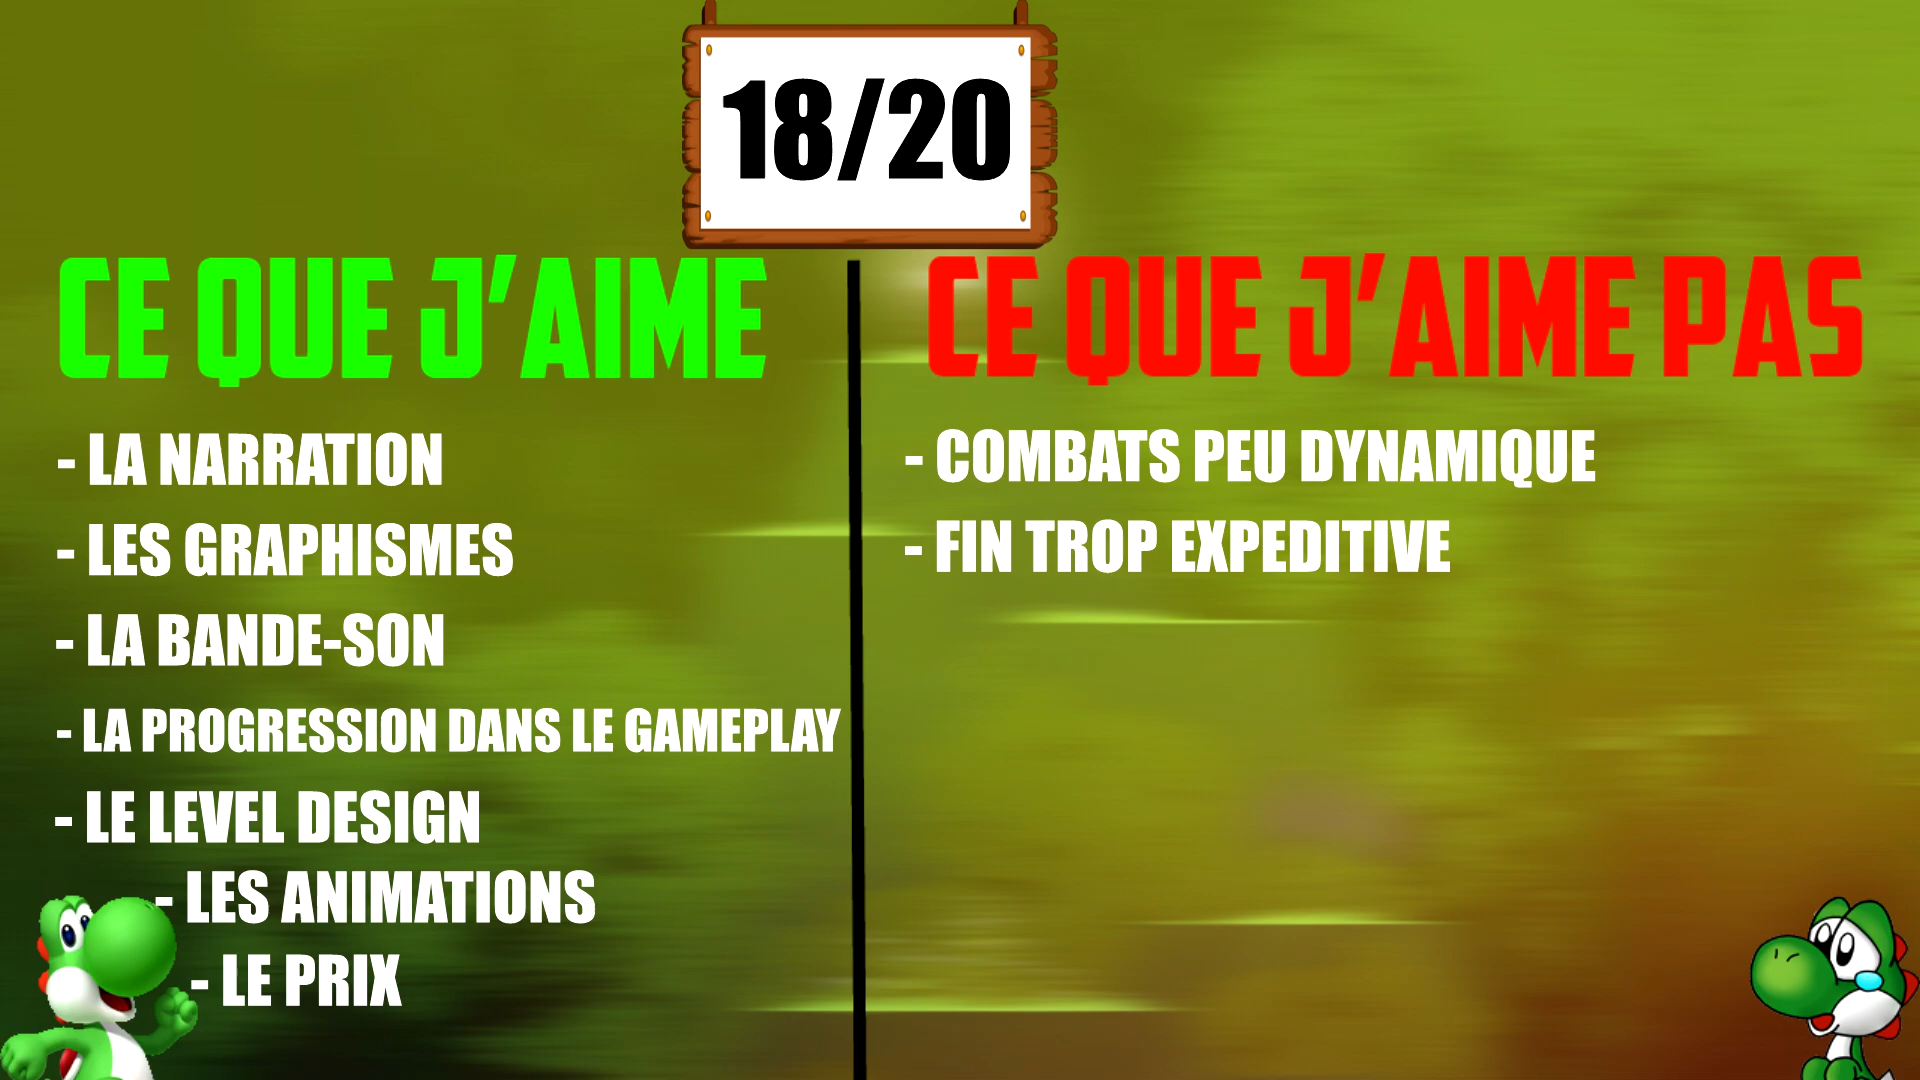 18/20
CE QUE J'AIME
- LA NARRATION
- LES GRAPHISMES
- LA BANDE-SON
- LA PROGRESSION DANS LE GAMEPLAY
- LE LEVEL DESIGN
- LES ANIMATIONS
- LE PRIX
CE QUE J'AIME PAS
- COMBATS PEU DYNAMIQUE
- FIN TROP EXPEDITIVE